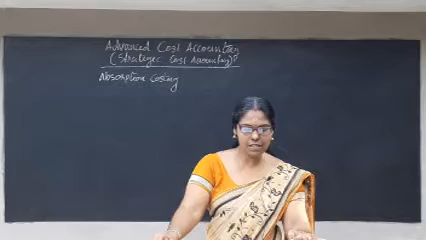 Advanced Cost Accounting
(Strategic Cost Accounting)
Absorption Costing